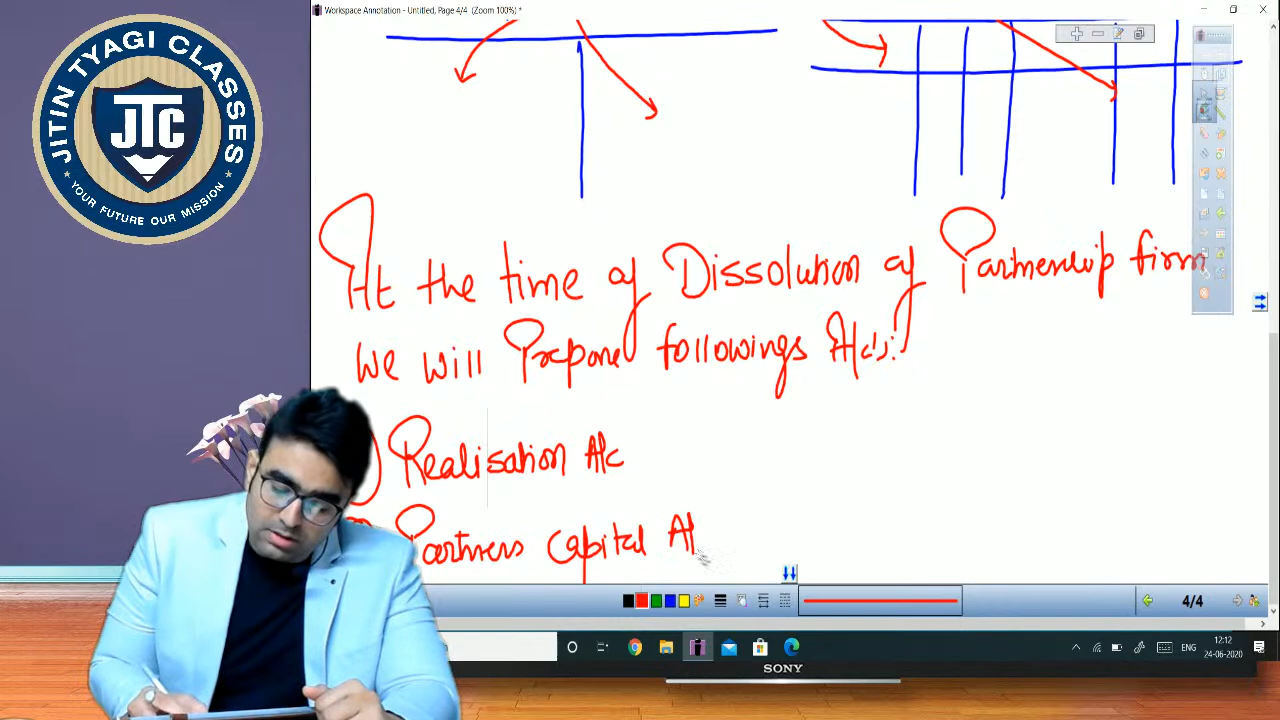 Workspace Annotation - Untitled, Page 4/4 (Zoom 100%) *
JITIN TYAGI CLASSES
JTC
"YOUR FUTURE OUR MISSION"
At the time of Dissolution of Partnership firm
We will Prepare followings A/c's:
Realisation A/c
Partners Capital A/
4/4
ENG
12:12
24-06-2020
SONY